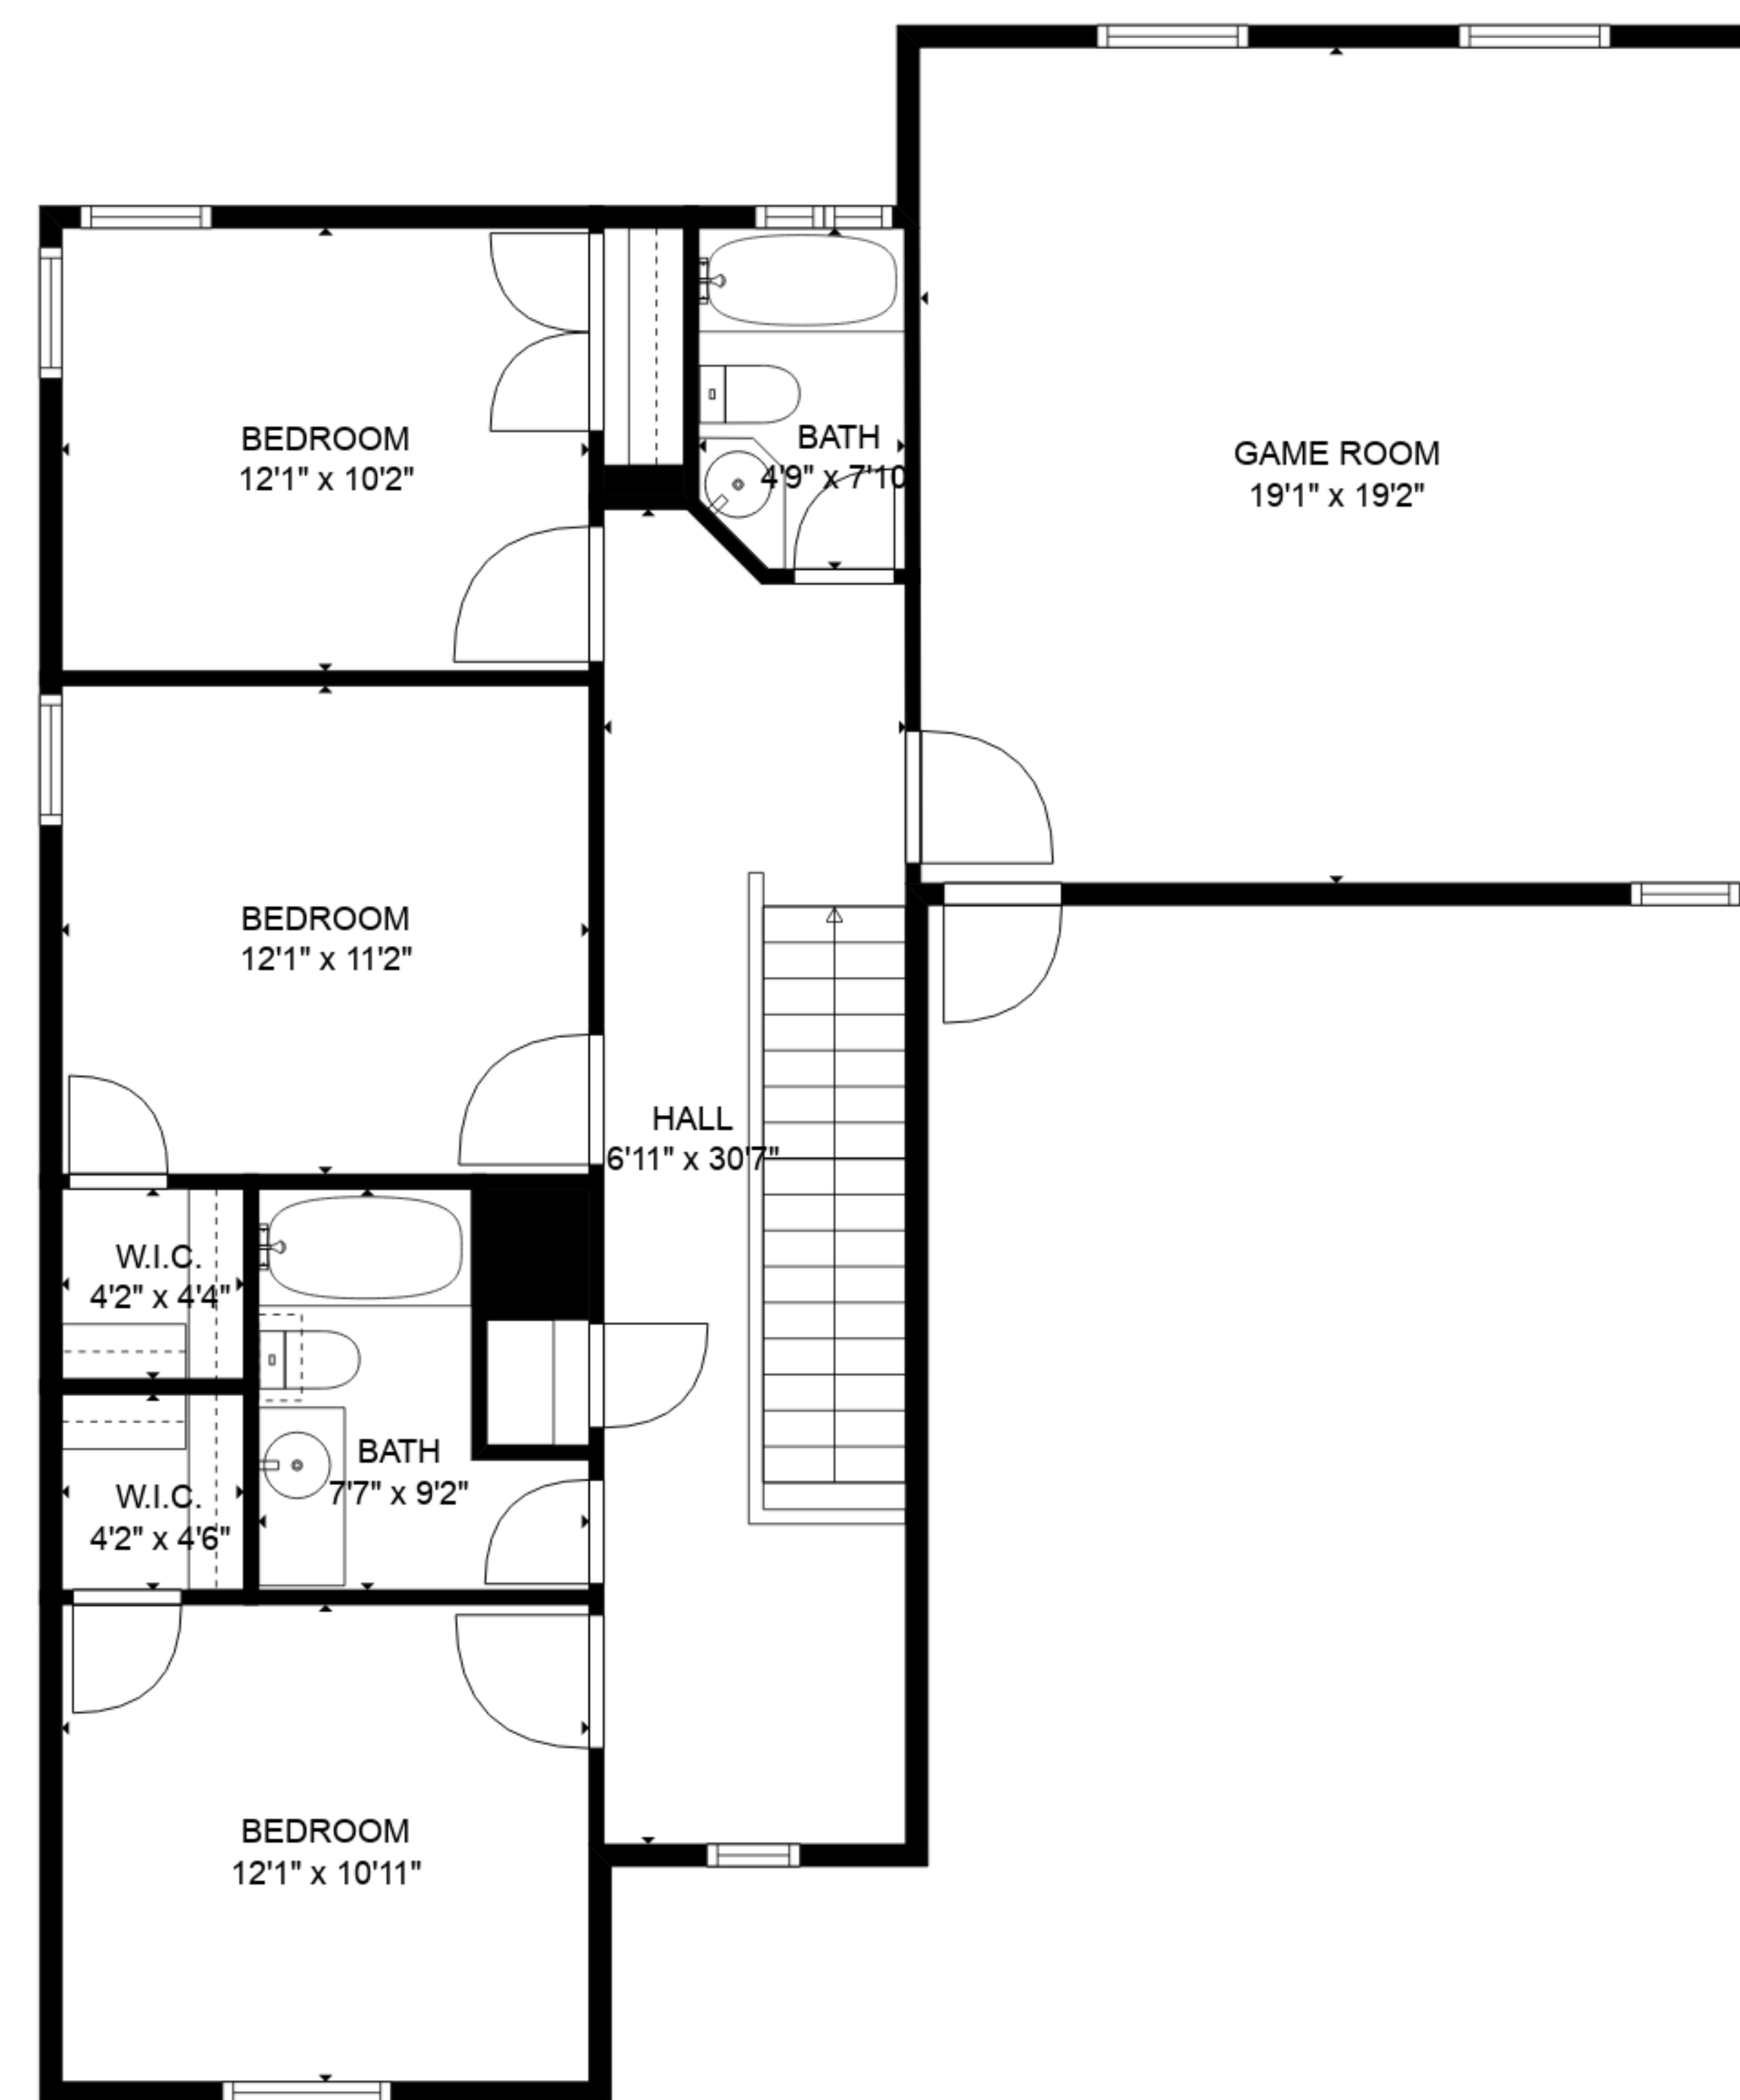 BEDROOM
12'1" x 10'2"
BATH
4'9" x 7'10
GAME ROOM
19'1" x 19'2"
BEDROOM
12'1" x 11'2"
HALL
6'11" x 30'7"
W.I.C.
4'2" x 4'4"
BATH
7'7" x 9'2"
W.I.C.
4'2" x 4'6"
BEDROOM
12'1" x 10'11"